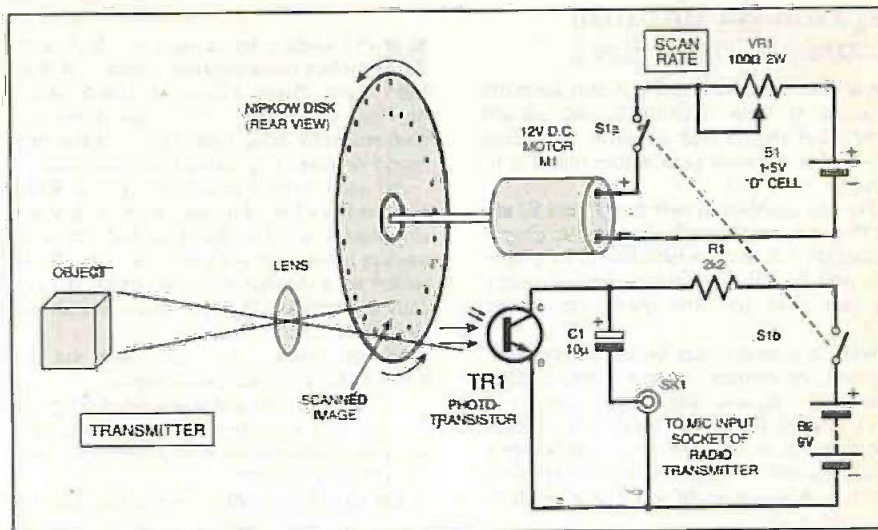 SCAN
RATE
VR1
100Ω 2W
NIPKOW DISK
(REAR VIEW)
12V D.C.
MOTOR
M1
S1a
+
-
B1
1·5V
"D" CELL
+
-
OBJECT
LENS
R1
2k2
c
e
C1
10µ
+
S1b
TR1
PHOTO-
TRANSISTOR
SK1
SCANNED
IMAGE
TRANSMITTER
TO MIC INPUT
SOCKET OF
RADIO
TRANSMITTER
B2
9V
+
-